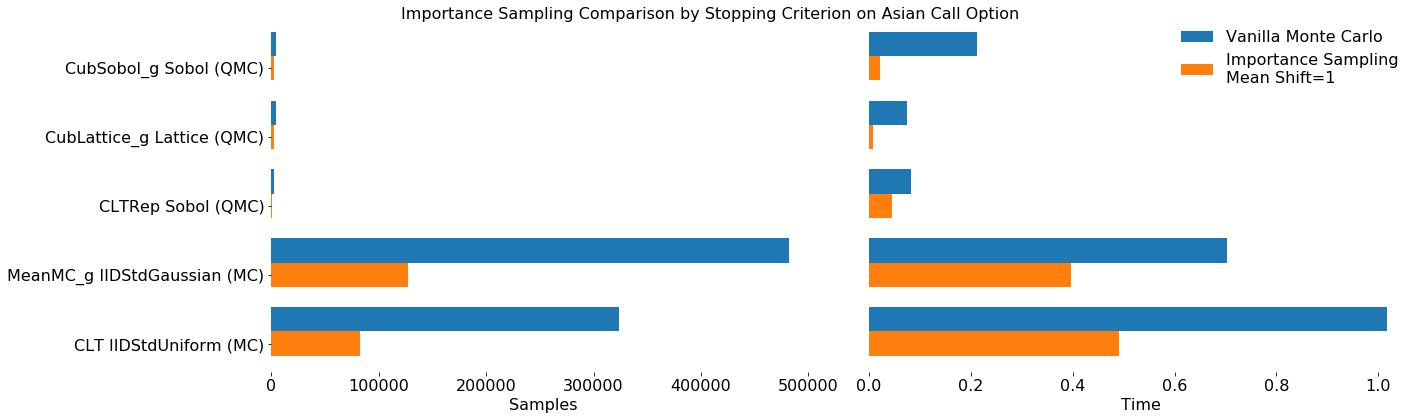 Importance Sampling Comparison by Stopping Criterion on Asian Call Option
Vanilla Monte Carlo
Importance Sampling
Mean Shift=1
CubSobol_g Sobol (QMC)
CubLattice_g Lattice (QMC)
CLTRep Sobol (QMC)
MeanMC_g IIDStdGaussian (MC)
CLT IIDStdUniform (MC)
0 100000 200000 300000 400000 500000
Samples
0.0 0.2 0.4 0.6 0.8 1.0
Time